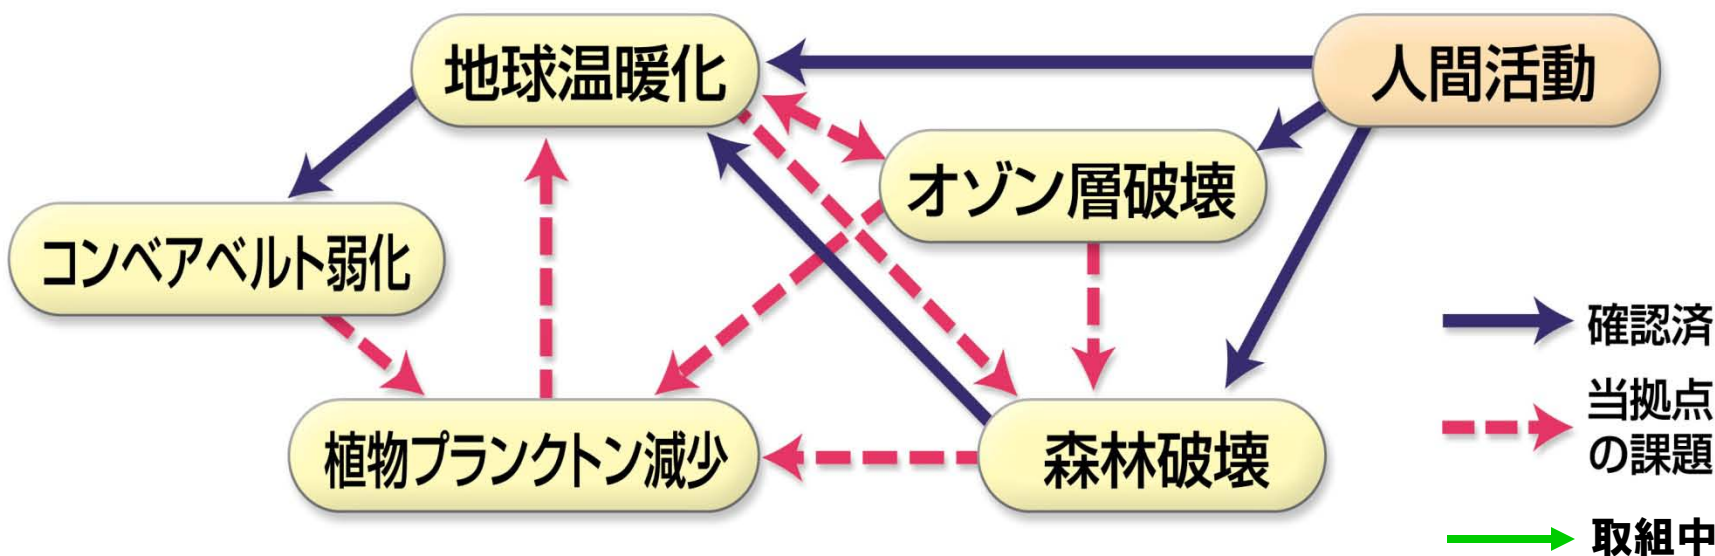 地球温暖化
人間活動
オゾン層破壊
コンベアベルト弱化
植物プランクトン減少
森林破壊
確認済
当拠点
の課題
取組中